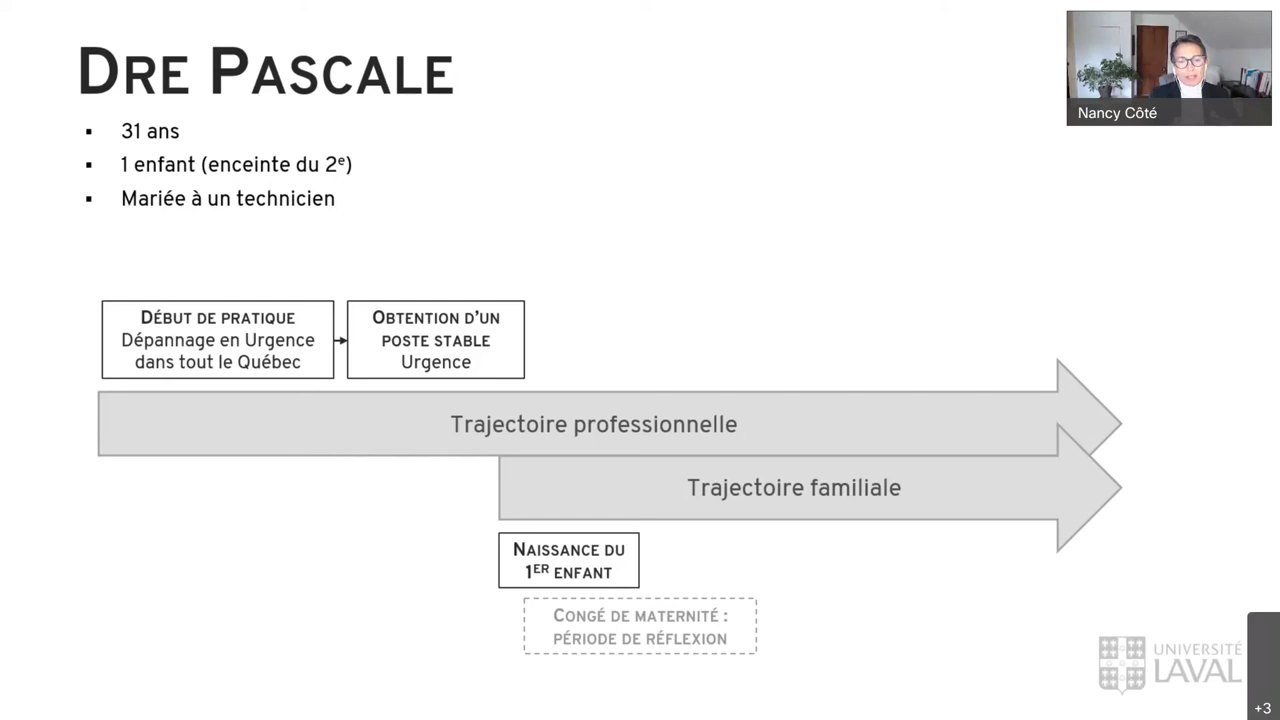 DRE PASCALE
▪ 31 ans
▪ 1 enfant (enceinte du 2e)
▪ Mariée à un technicien
Nancy Côté
DÉBUT DE PRATIQUE
Dépannage en Urgence
dans tout le Québec
OBTENTION D'UN
POSTE STABLE
Urgence
Trajectoire professionnelle
Trajectoire familiale
NAISSANCE DU
1ER ENFANT
CONGÉ DE MATERNITÉ :
PÉRIODE DE RÉFLEXION
UNIVERSITÉ
LAVAL
+3